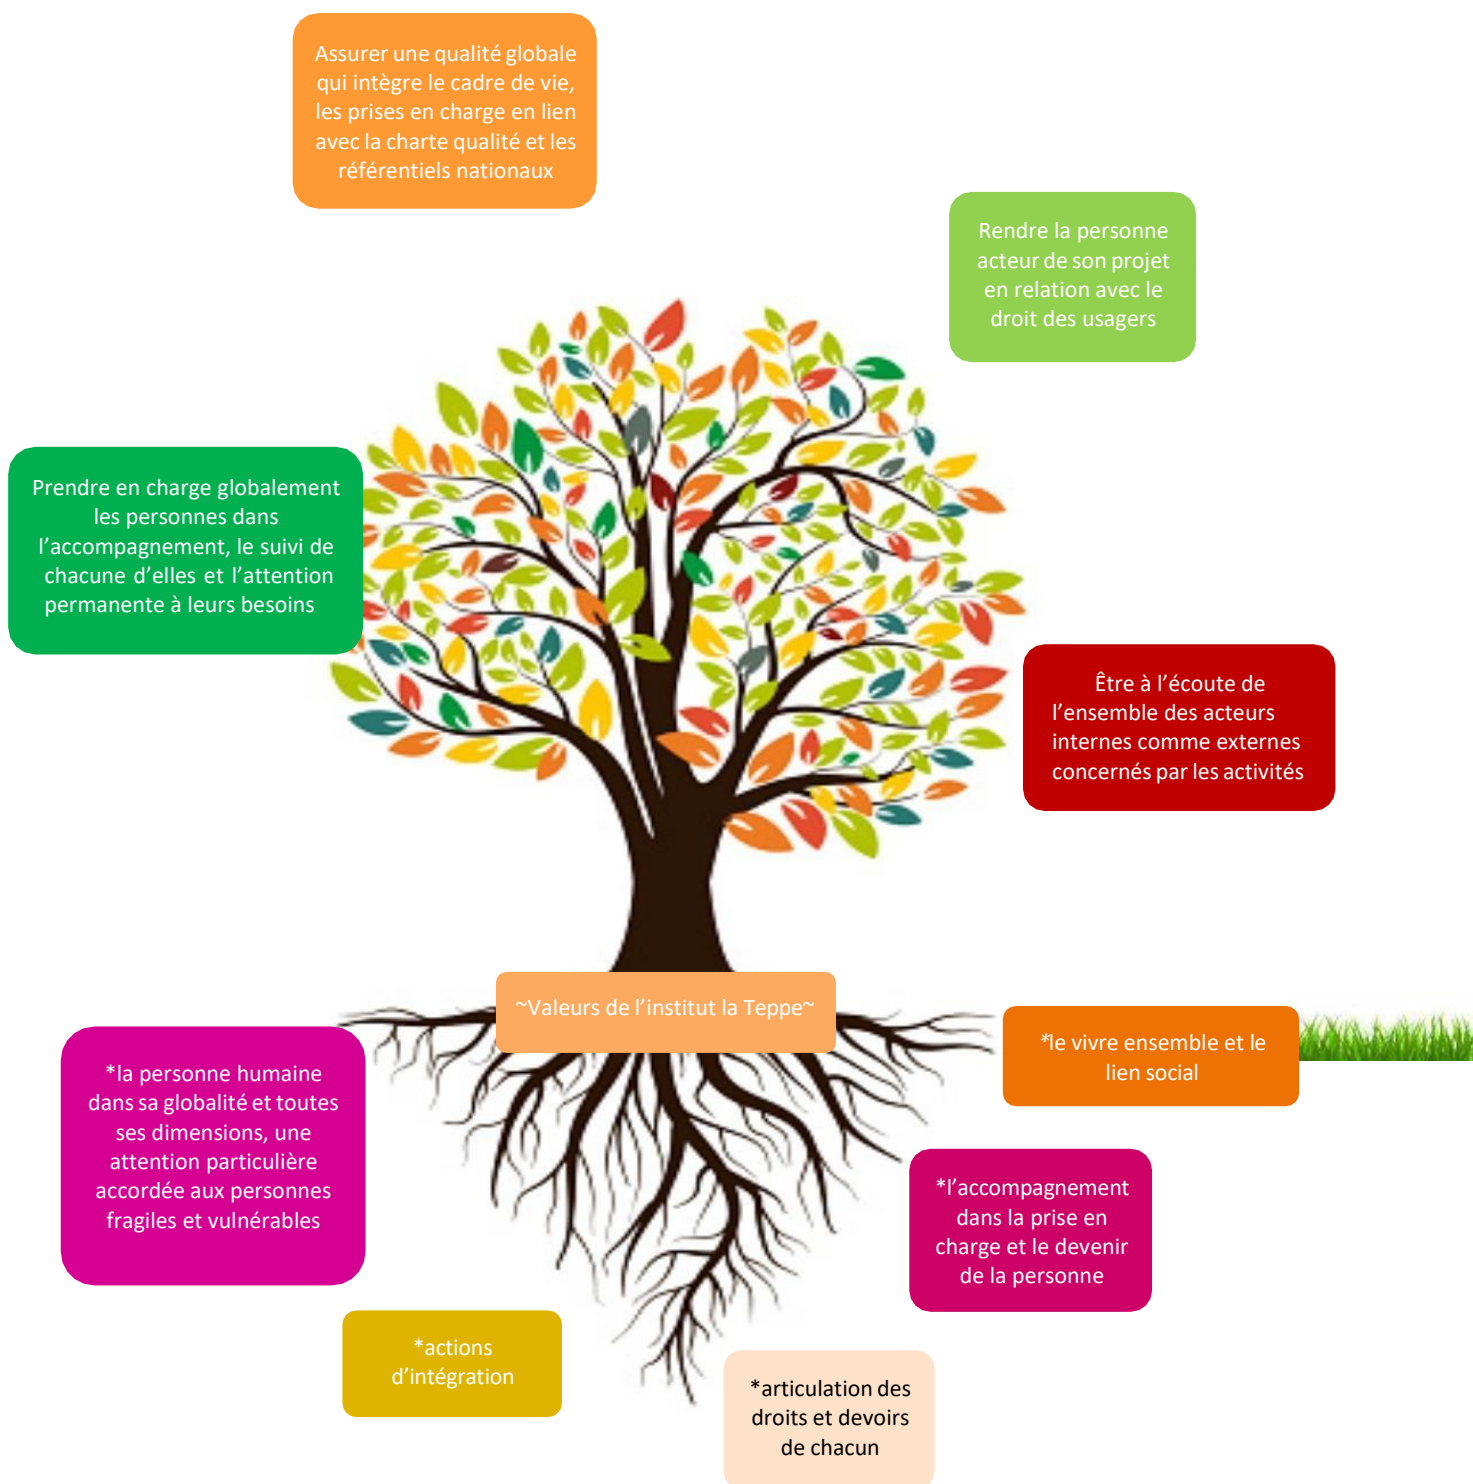 Assurer une qualité globale
qui intègre le cadre de vie,
les prises en charge en lien
avec la charte qualité et les
référentiels nationaux
Rendre la personne
acteur de son projet
en relation avec le
droit des usagers
Prendre en charge globalement
les personnes dans
l’accompagnement, le suivi de
chacune d’elles et l’attention
permanente à leurs besoins
Être à l’écoute de
l’ensemble des acteurs
internes comme externes
concernés par les activités
~Valeurs de l’institut la Teppe~
*le vivre ensemble et le
lien social
*la personne humaine
dans sa globalité et toutes
ses dimensions, une
attention particulière
accordée aux personnes
fragiles et vulnérables
*l’accompagnement
dans la prise en
charge et le devenir
de la personne
*actions
d’intégration
*articulation des
droits et devoirs
de chacun